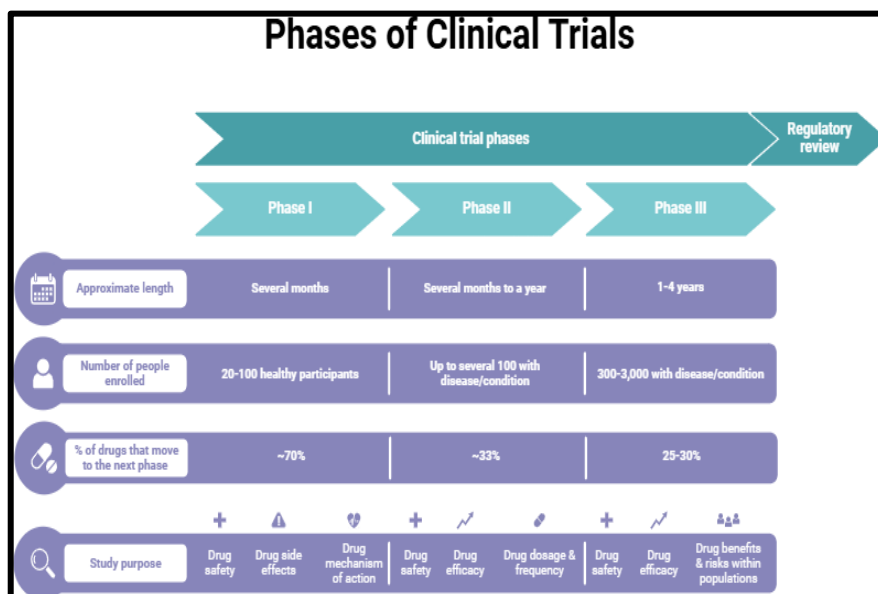 Phases of Clinical Trials
Clinical trial phases
Regulatory
review
Phase I
Phase II
Phase III
Approximate length
Several months
Several months to a year
1-4 years
Number of people
enrolled
20-100 healthy participants
Up to several 100 with
disease/condition
300-3,000 with disease/condition
% of drugs that move
to the next phase
~70%
~33%
25-30%
Study purpose
Drug
safety
Drug side
effects
Drug
mechanism
of action
Drug
safety
Drug
efficacy
Drug dosage &
frequency
Drug
safety
Drug
efficacy
Drug benefits
& risks within
populations